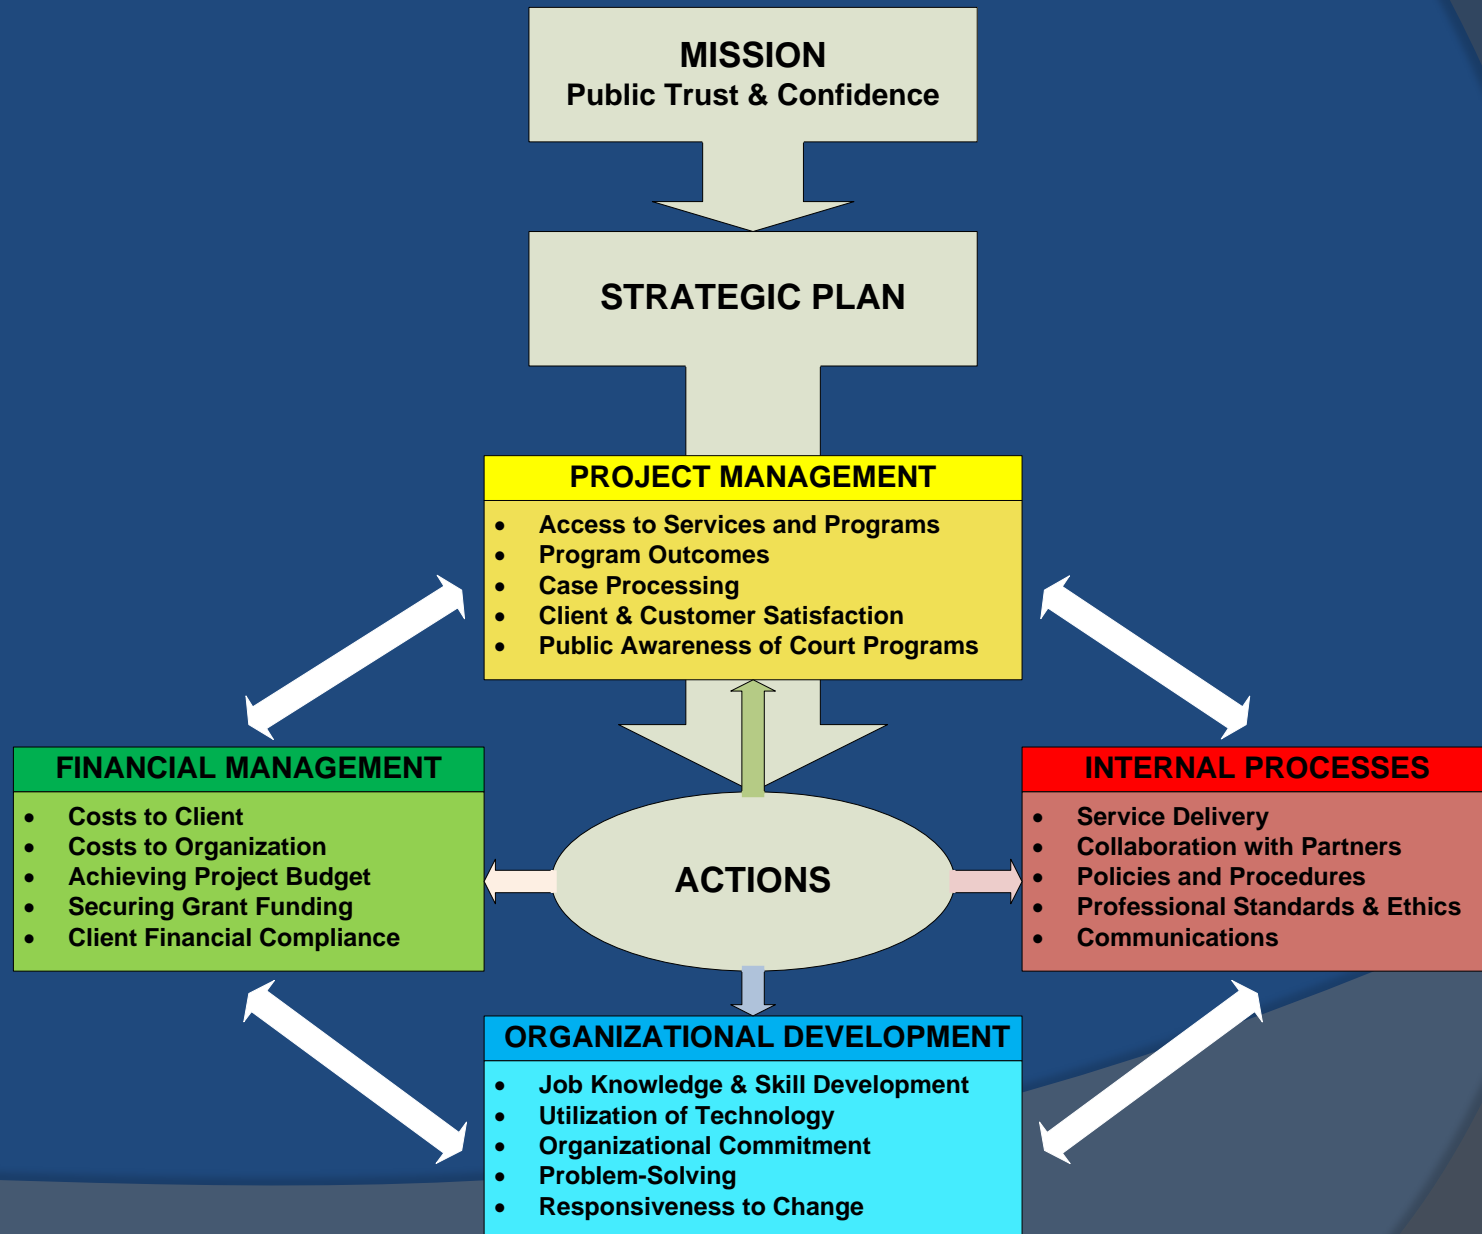 MISSION
Public Trust & Confidence
STRATEGIC PLAN
PROJECT MANAGEMENT
• Access to Services and Programs
• Program Outcomes
• Case Processing
• Client & Customer Satisfaction
• Public Awareness of Court Programs
FINANCIAL MANAGEMENT
• Costs to Client
• Costs to Organization
• Achieving Project Budget
• Securing Grant Funding
• Client Financial Compliance
ACTIONS
INTERNAL PROCESSES
• Service Delivery
• Collaboration with Partners
• Policies and Procedures
• Professional Standards & Ethics
• Communications
ORGANIZATIONAL DEVELOPMENT
• Job Knowledge & Skill Development
• Utilization of Technology
• Organizational Commitment
• Problem-Solving
• Responsiveness to Change